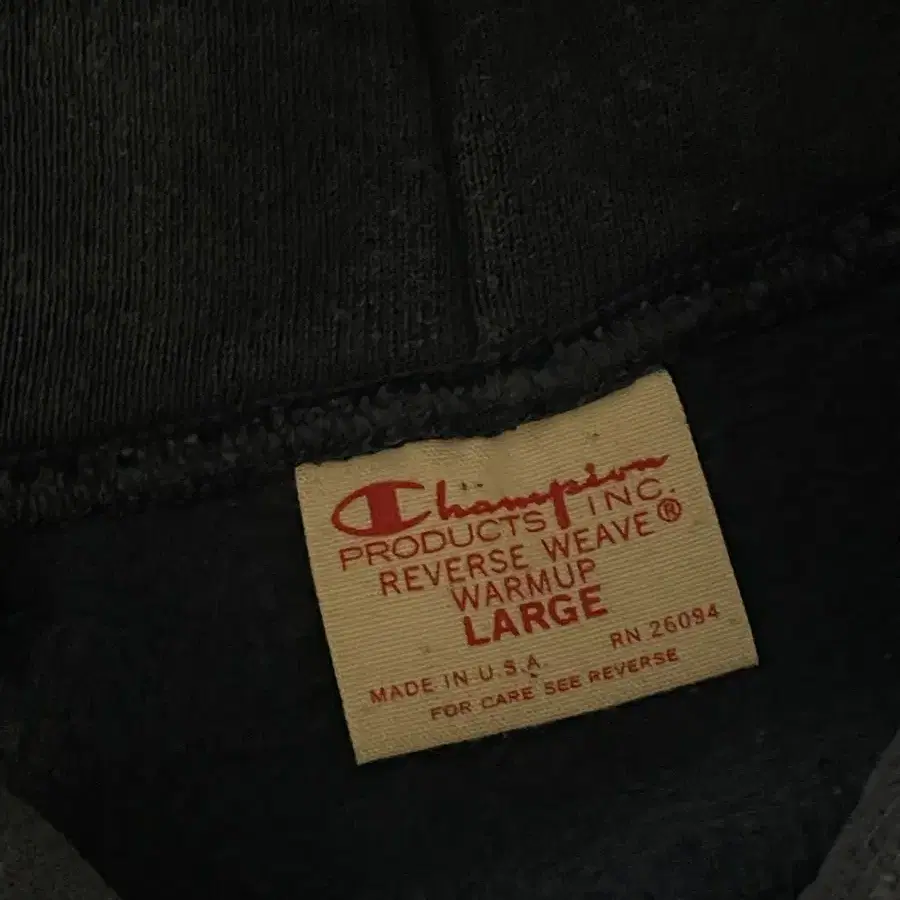 Champion
PRODUCTS INC.
REVERSE WEAVE®
WARMUP
LARGE
RN 26094
MADE IN U.S.A.
FOR CARE SEE REVERSE